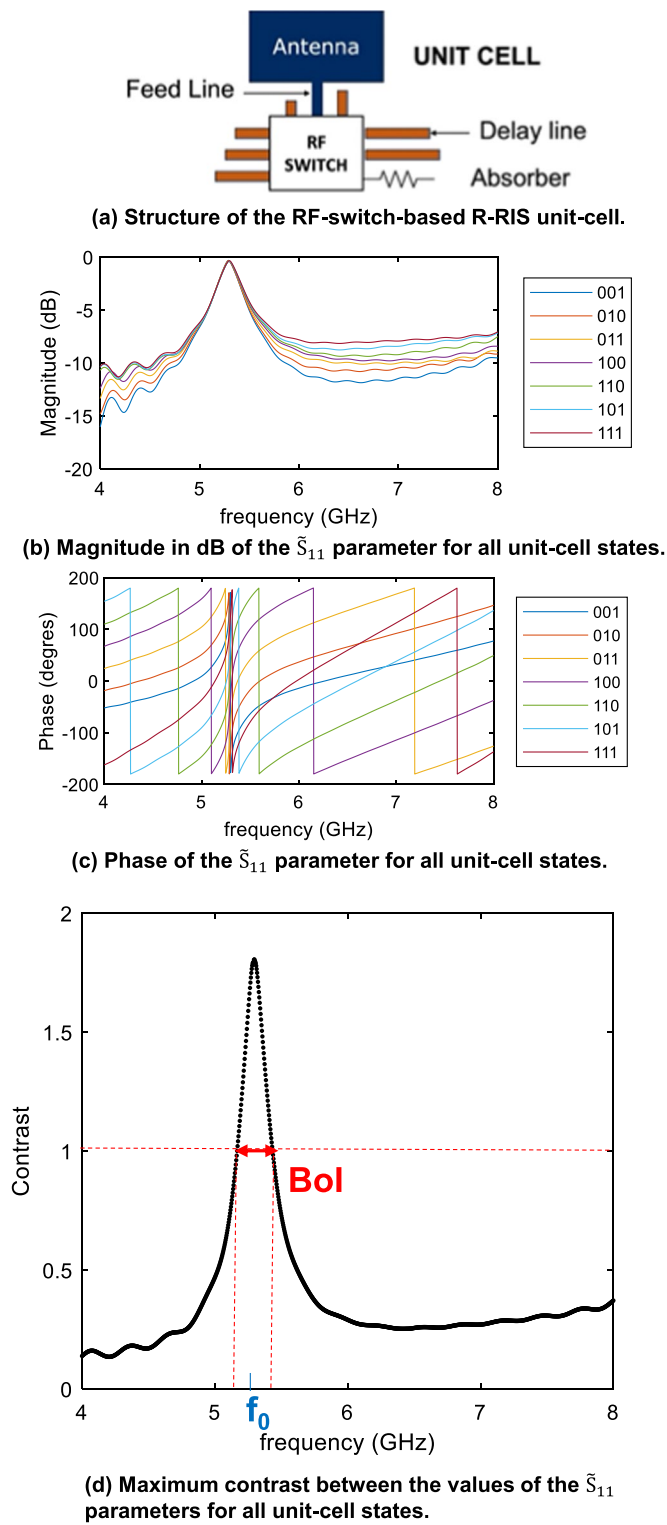 Antenna
UNIT CELL
Feed Line
RF
SWITCH
Delay line
Absorber
(a) Structure of the RF-switch-based R-RIS unit-cell.
0
-5
-10
-15
-20
Magnitude (dB)
4 5 6 7 8
frequency (GHz)
001
010
011
100
110
101
111
(b) Magnitude in dB of the S̃₁₁ parameter for all unit-cell states.
200
100
0
-100
-200
Phase (degres)
4 5 6 7 8
frequency (GHz)
001
010
011
100
110
101
111
(c) Phase of the S̃₁₁ parameter for all unit-cell states.
2
1.5
1
0.5
0
Contrast
BoI
f₀
4 5 6 7 8
frequency (GHz)
(d) Maximum contrast between the values of the S̃₁₁
parameters for all unit-cell states.